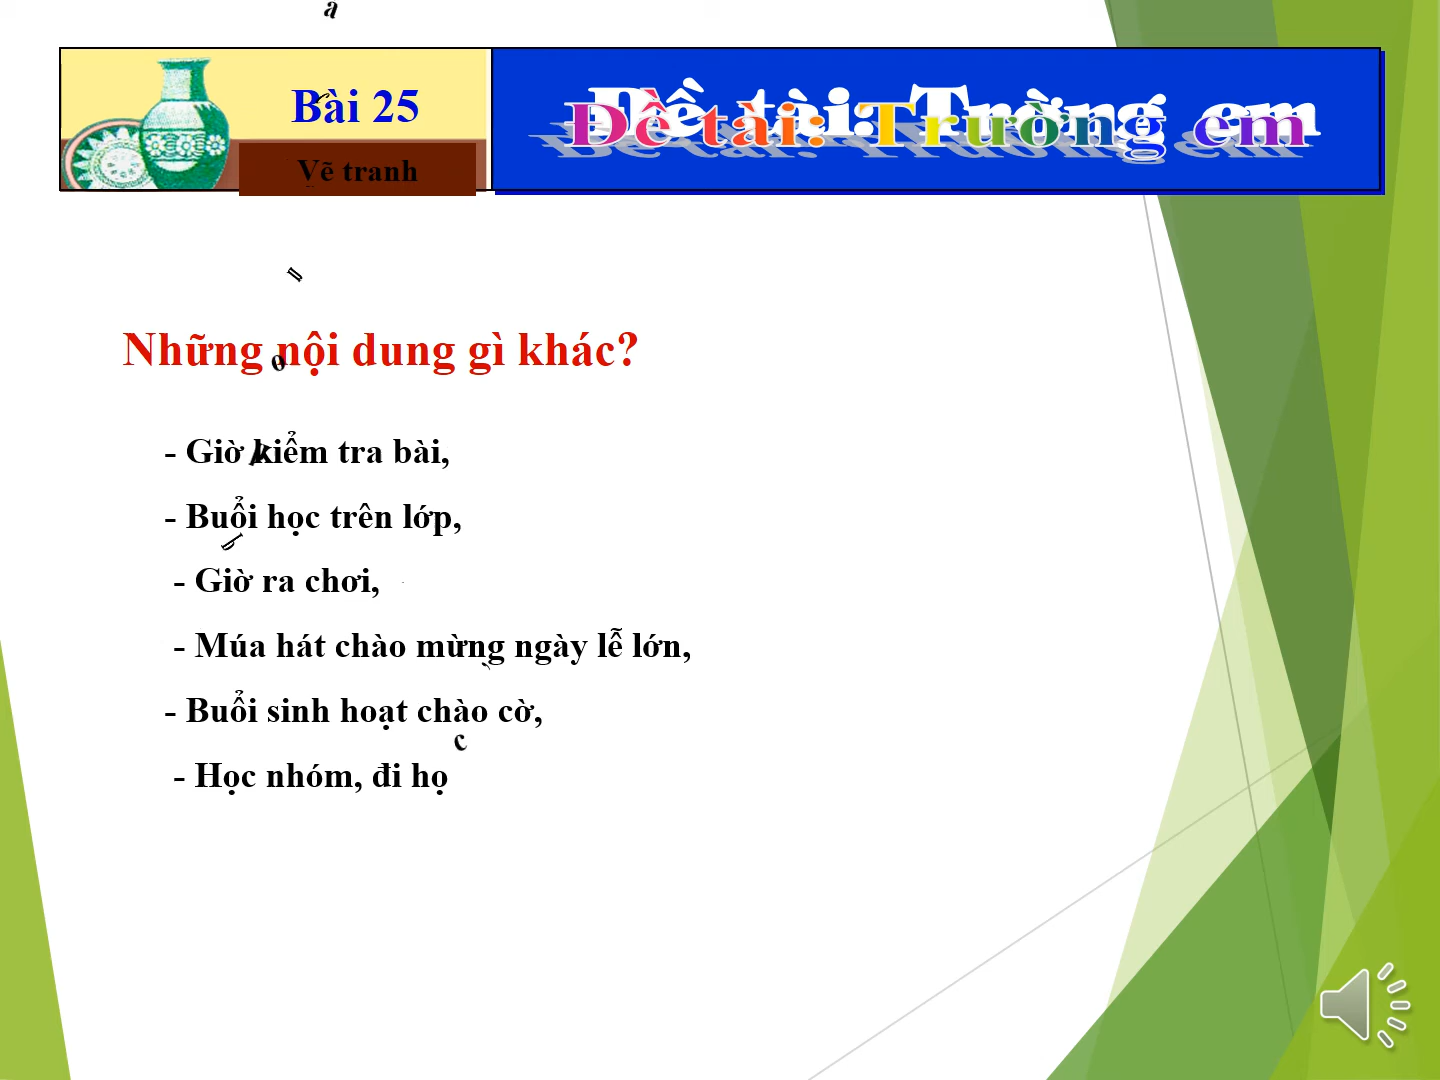 Bài 25
Vẽ tranh
Đề tài: Trường em
Những nội dung gì khác?
- Giờ kiểm tra bài,
- Buổi học trên lớp,
- Giờ ra chơi,
- Múa hát chào mừng ngày lễ lớn,
- Buổi sinh hoạt chào cờ,
- Học nhóm, đi họ
c